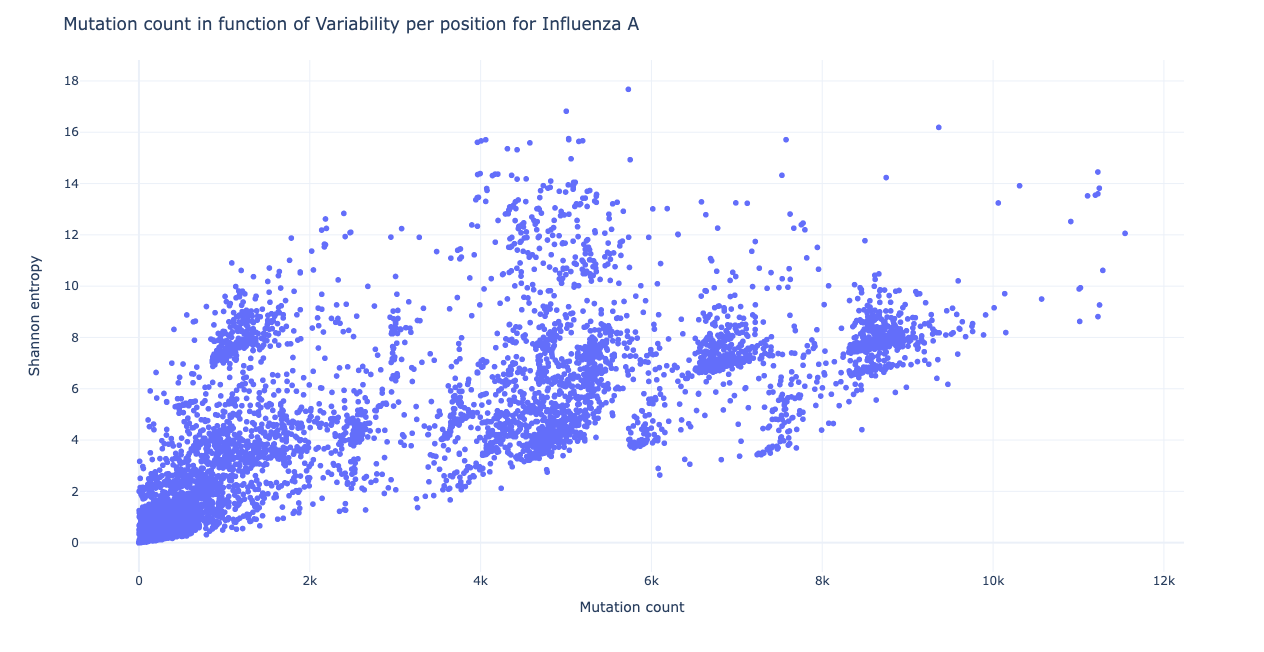 Mutation count in function of Variability per position for Influenza A
Shannon entropy
18
16
14
12
10
8
6
4
2
0
0
2k
4k
6k
8k
10k
12k
Mutation count